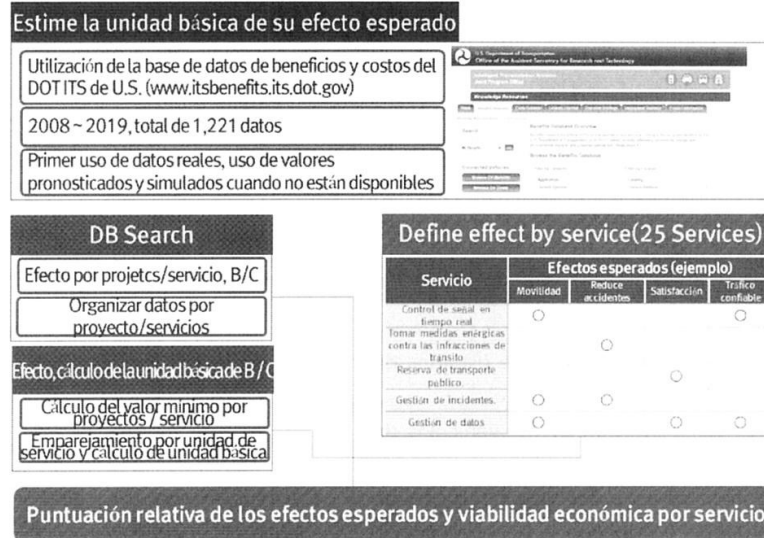 Estime la unidad básica de su efecto esperado
Utilización de la base de datos de beneficios y costos del
DOT ITS de U.S. (www.itsbenefits.its.dot.gov)
2008 ~ 2019, total de 1,221 datos
Primer uso de datos reales, uso de valores
pronosticados y simulados cuando no están disponibles
U.S. Department of Transportation
Office of the Assistant Secretary for Research and Technology
Knowledge Resources
DB Search
Efecto por projetcs/servicio, B/C
Organizar datos por
proyecto/servicios
Efecto, cálculo de la unidad básica de B / C
Cálculo del valor mínimo por
proyectos / servicio
Emparejamiento por unidad de
servicio y cálculo de unidad básica
Define effect by service(25 Services)
Servicio
Efectos esperados (ejemplo)
Movilidad
Reduce
accidentes
Satisfacción
Tráfico
confiable
Control de señal en
tiempo real
Tomar medidas enérgicas
contra las infracciones de
tránsito
Reserva de transporte
publico.
Gestión de incidentes.
Gestión de datos
Puntuación relativa de los efectos esperados y viabilidad económica por servicio